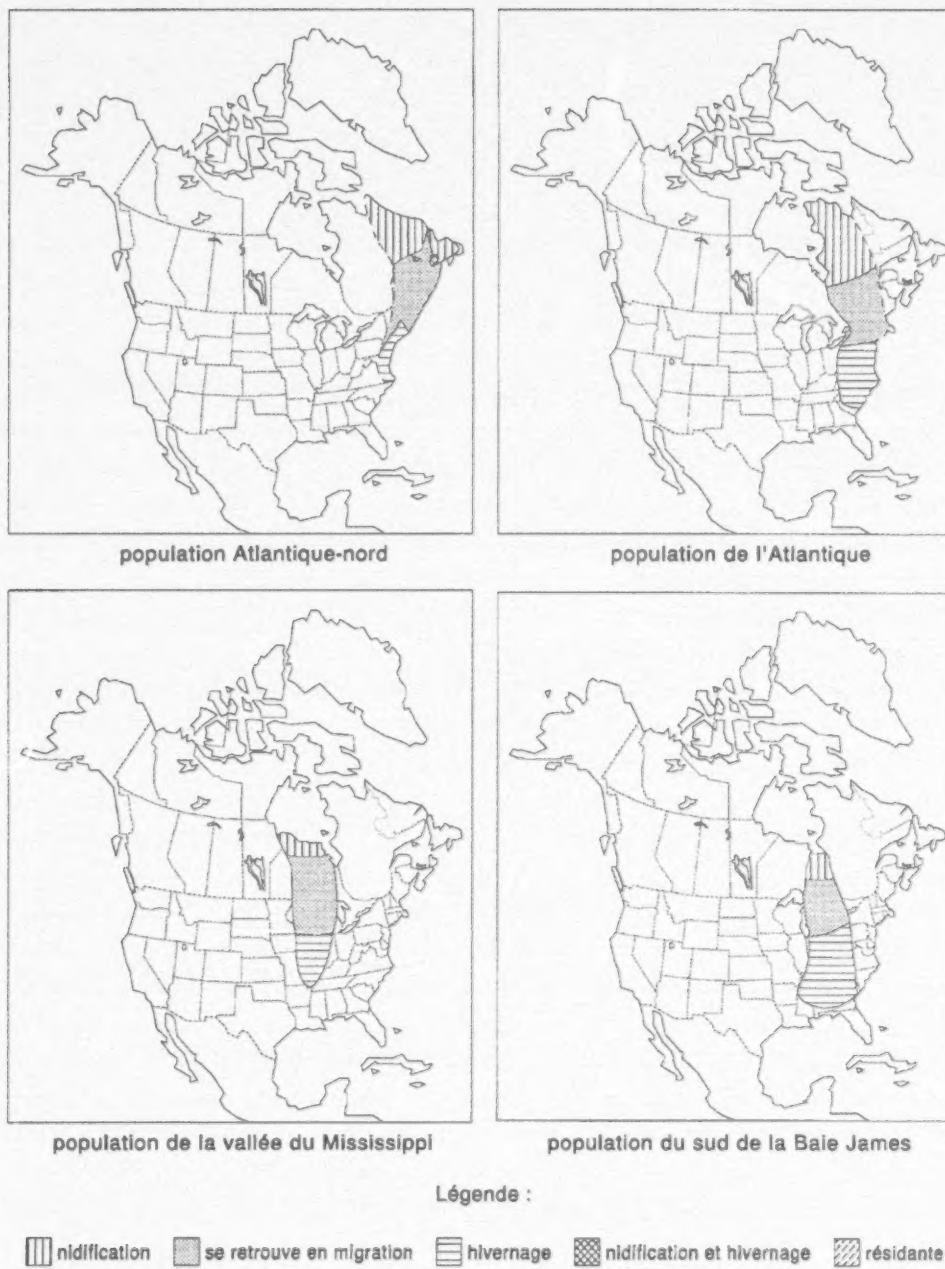 population Atlantique-nord
population de l'Atlantique
population de la vallée du Mississippi
population du sud de la Baie James
Légende :
nidification se retrouve en migration hivernage nidification et hivernage résidante